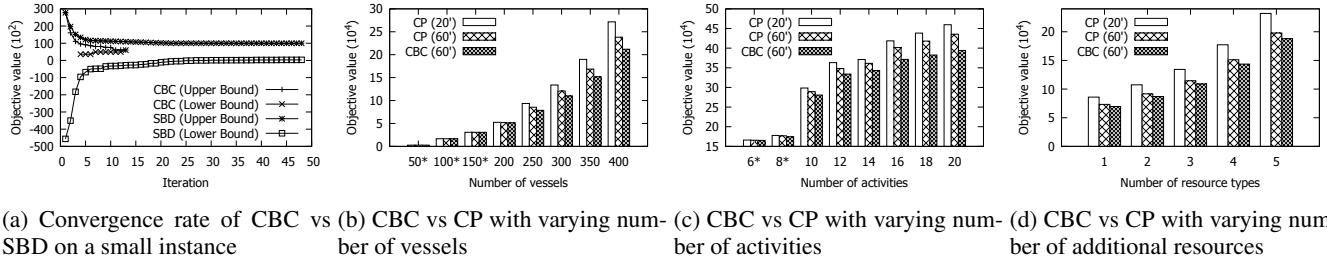 300
200
100
0
-100
-200
-300
-400
-500
Objective value (10²)
CBC (Upper Bound)
CBC (Lower Bound)
SBD (Upper Bound)
SBD (Lower Bound)
0 5 10 15 20 25 30 35 40 45 50
Iteration
30
25
20
15
10
5
0
Objective value (10⁴)
CP (20')
CP (60')
CBC (60')
50* 100* 150* 200 250 300 350 400
Number of vessels
50
45
40
35
30
25
20
15
Objective value (10⁴)
CP (20')
CP (60')
CBC (60')
6* 8* 10 12 14 16 18 20
Number of activities
20
15
10
5
0
Objective value (10⁴)
CP (20')
CP (60')
CBC (60')
1 2 3 4 5
Number of resource types
(a) Convergence rate of CBC vs
SBD on a small instance
(b) CBC vs CP with varying num-
ber of vessels
(c) CBC vs CP with varying num-
ber of activities
(d) CBC vs CP with varying num
ber of additional resources